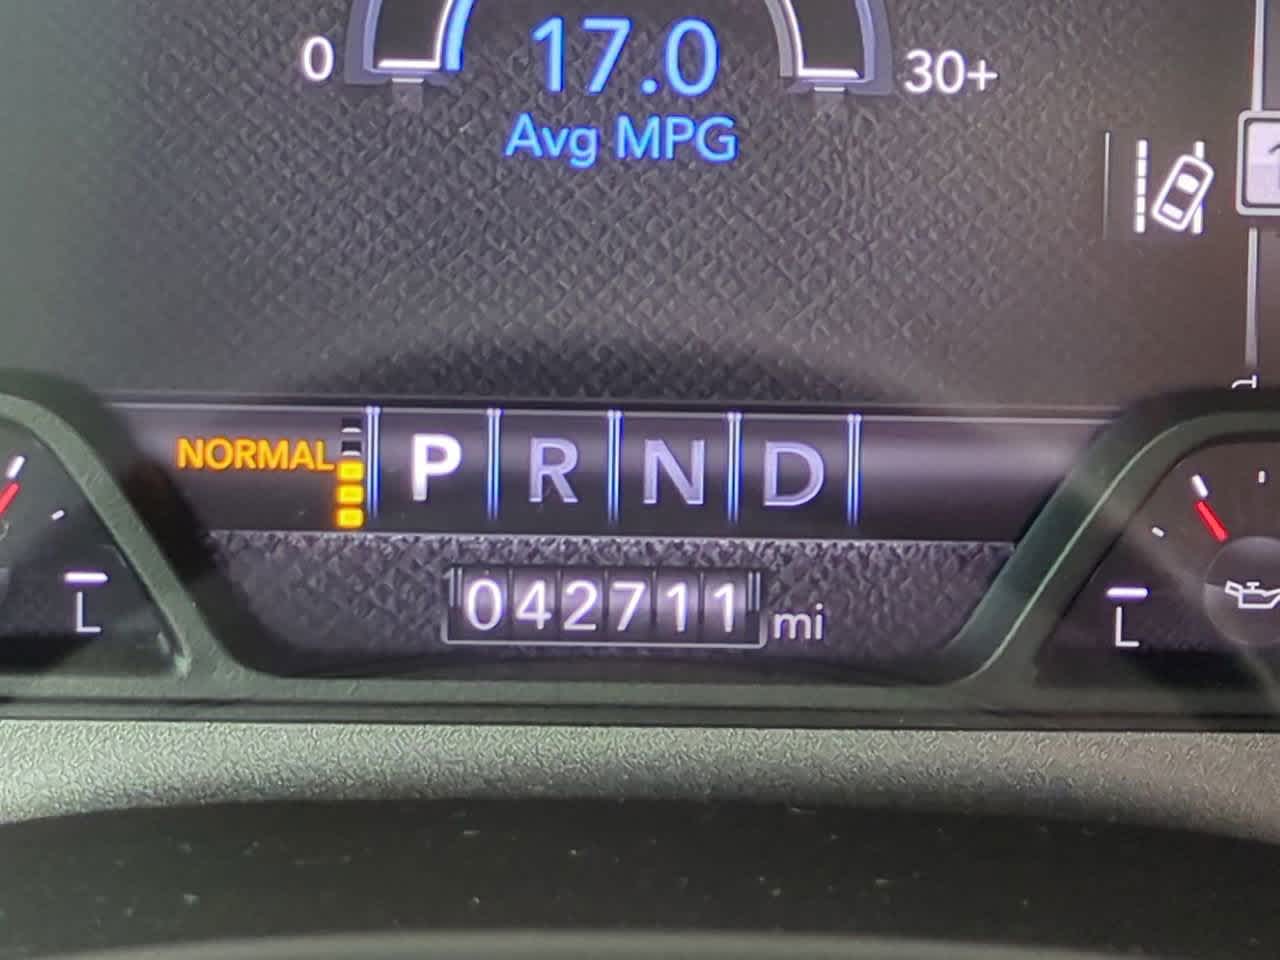 0 17.0 30+
Avg MPG
NORMAL P R N D
L 042711 mi L